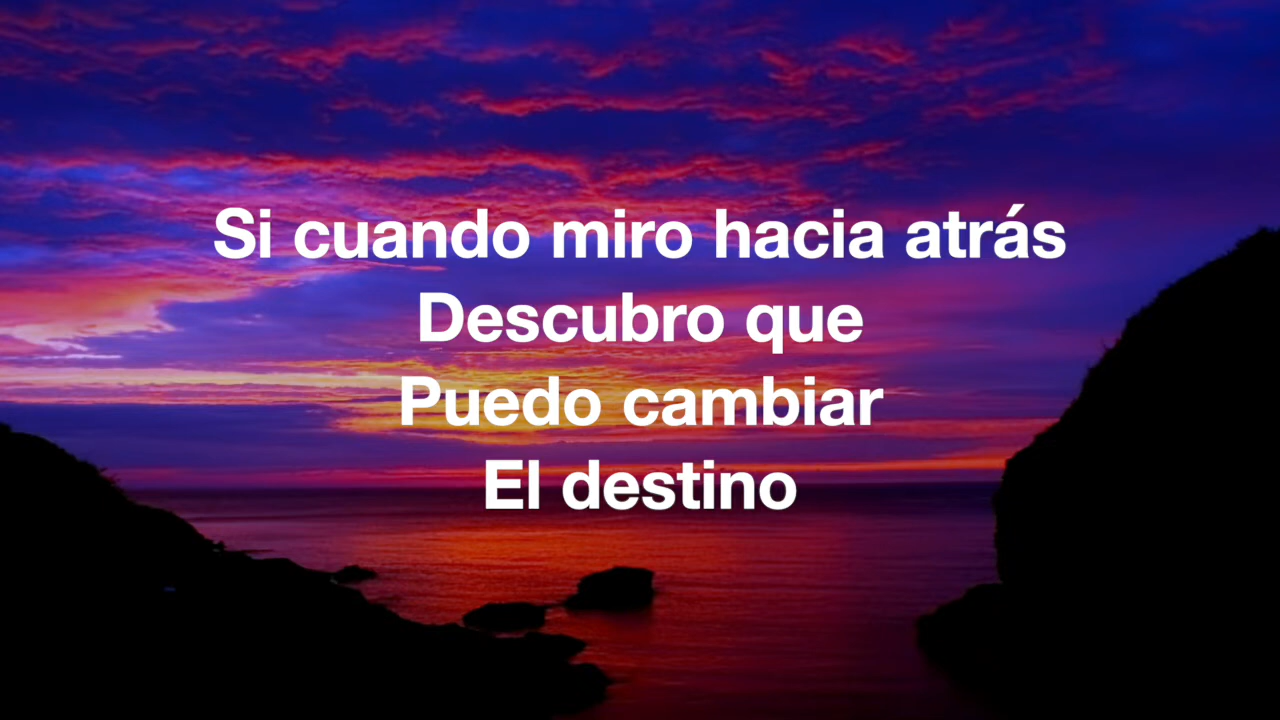 Si cuando miro hacia atrás
Descubro que
Puedo cambiar
El destino